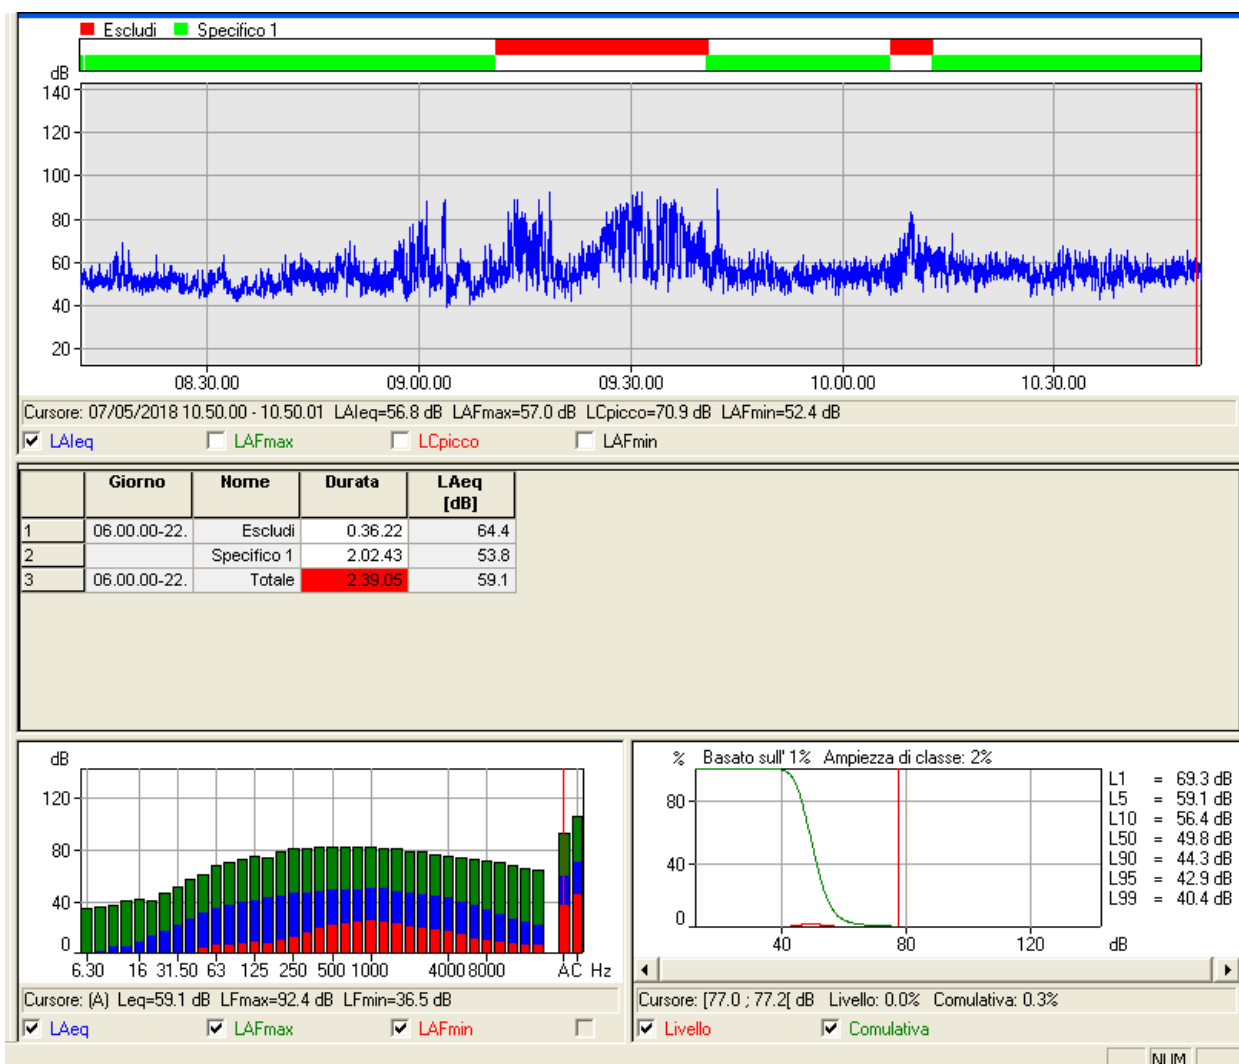 Escludi Specifico 1
dB
140
120
100
80
60
40
20
08.30.00 09.00.00 09.30.00 10.00.00 10.30.00
Cursore: 07/05/2018 10.50.00 - 10.50.01 LAIeq=56.8 dB LAFmax=57.0 dB LCpicco=70.9 dB LAFmin=52.4 dB
LAIeq LAFmax LCpicco LAFmin
Giorno Nome Durata LAeq
[dB]
1 06.00.00-22. Escludi 0.36.22 64.4
2 Specifico 1 2.02.43 53.8
3 06.00.00-22. Totale 2.39.05 59.1
dB
120
80
40
0
6.30 16 31.50 63 125 250 500 1000 4000 8000 A C Hz
Cursore: (A) Leq=59.1 dB LFmax=92.4 dB LFmin=36.5 dB
LAeq LAFmax LAFmin
% Basato sull' 1% Ampiezza di classe: 2%
80
40
0
40 80 120 dB
L1 = 69.3 dB
L5 = 59.1 dB
L10 = 56.4 dB
L50 = 49.8 dB
L90 = 44.3 dB
L95 = 42.9 dB
L99 = 40.4 dB
Cursore: [77.0 ; 77.2[ dB Livello: 0.0% Comulativa: 0.3%
Livello Comulativa
NUM